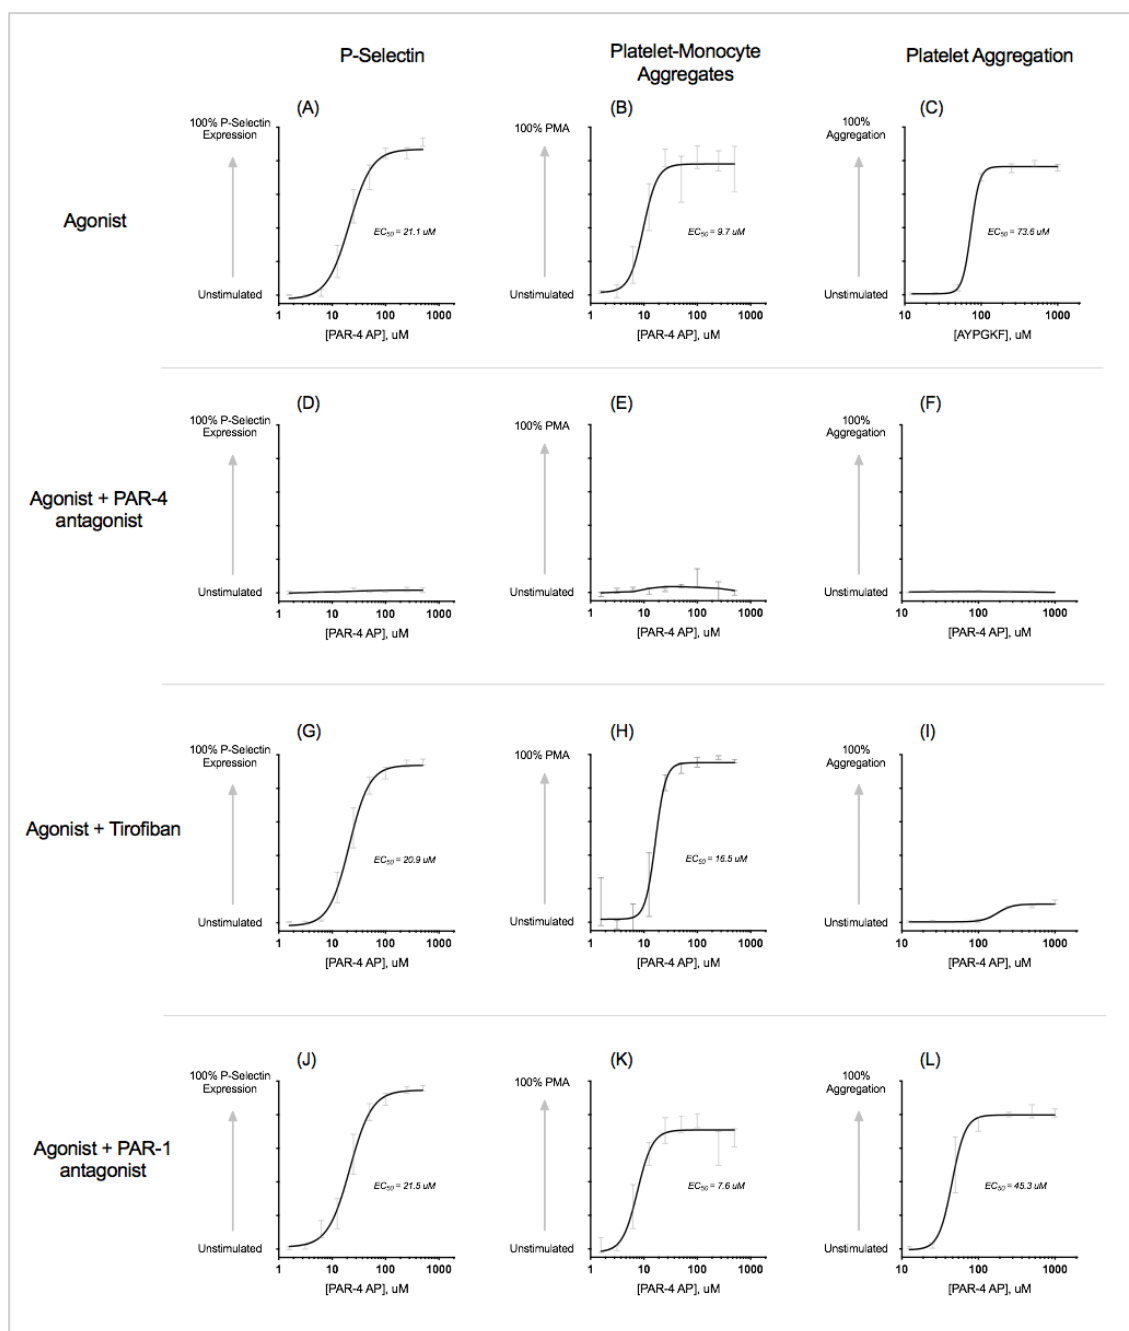 P-Selectin
Platelet-Monocyte
Aggregates
Platelet Aggregation
Agonist
(A)
100% P-Selectin
Expression
Unstimulated
EC50 = 21.1 uM
1 10 100 1000
[PAR-4 AP], uM
(B)
100% PMA
Unstimulated
EC50 = 9.7 uM
1 10 100 1000
[PAR-4 AP], uM
(C)
100%
Aggregation
Unstimulated
EC50 = 73.6 uM
10 100 1000
[AYPGKF], uM
Agonist + PAR-4
antagonist
(D)
100% P-Selectin
Expression
Unstimulated
1 10 100 1000
[PAR-4 AP], uM
(E)
100% PMA
Unstimulated
1 10 100 1000
[PAR-4 AP], uM
(F)
100%
Aggregation
Unstimulated
10 100 1000
[PAR-4 AP], uM
Agonist + Tirofiban
(G)
100% P-Selectin
Expression
Unstimulated
EC50 = 20.9 uM
1 10 100 1000
[PAR-4 AP], uM
(H)
100% PMA
Unstimulated
EC50 = 16.5 uM
1 10 100 1000
[PAR-4 AP], uM
(I)
100%
Aggregation
Unstimulated
10 100 1000
[PAR-4 AP], uM
Agonist + PAR-1
antagonist
(J)
100% P-Selectin
Expression
Unstimulated
EC50 = 21.5 uM
1 10 100 1000
[PAR-4 AP], uM
(K)
100% PMA
Unstimulated
EC50 = 7.6 uM
1 10 100 1000
[PAR-4 AP], uM
(L)
100%
Aggregation
Unstimulated
EC50 = 45.3 uM
10 100 1000
[PAR-4 AP], uM